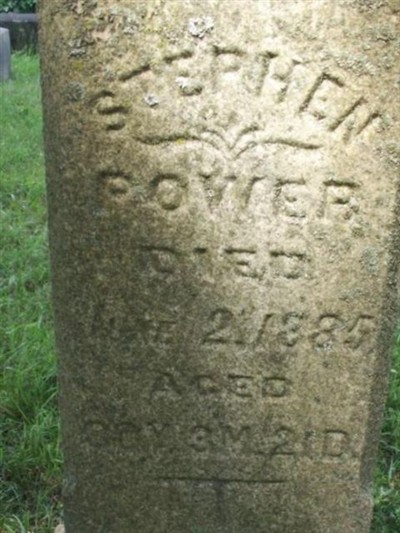 STEPHEN
POWER
DIED
2. 1885
AGED
3M. 21D.